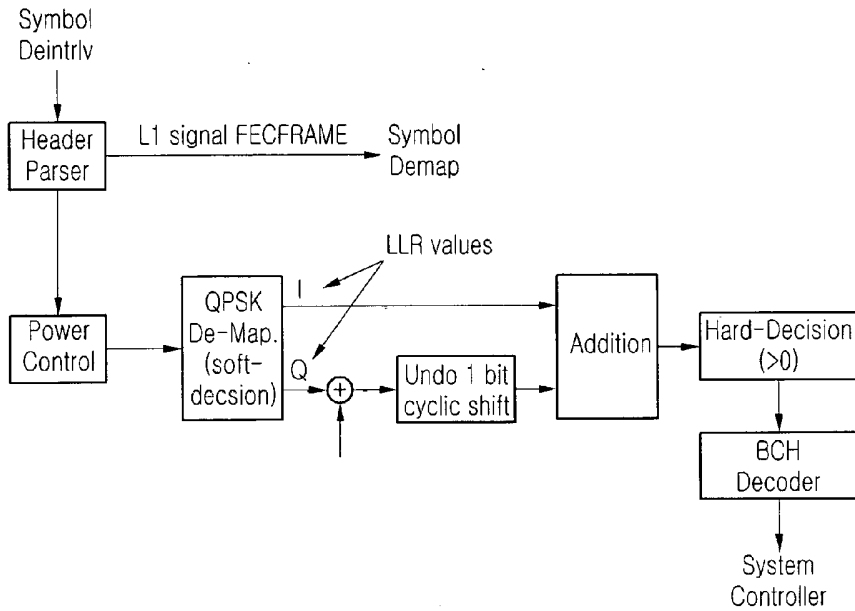 Symbol
Deintrlv
Header
Parser
L1 signal FECFRAME
Symbol
Demap
LLR values
Power
Control
QPSK
De-Map.
(soft-
decsion)
I
Q
+
Undo 1 bit
cyclic shift
Addition
Hard-Decision
(>0)
BCH
Decoder
System
Controller